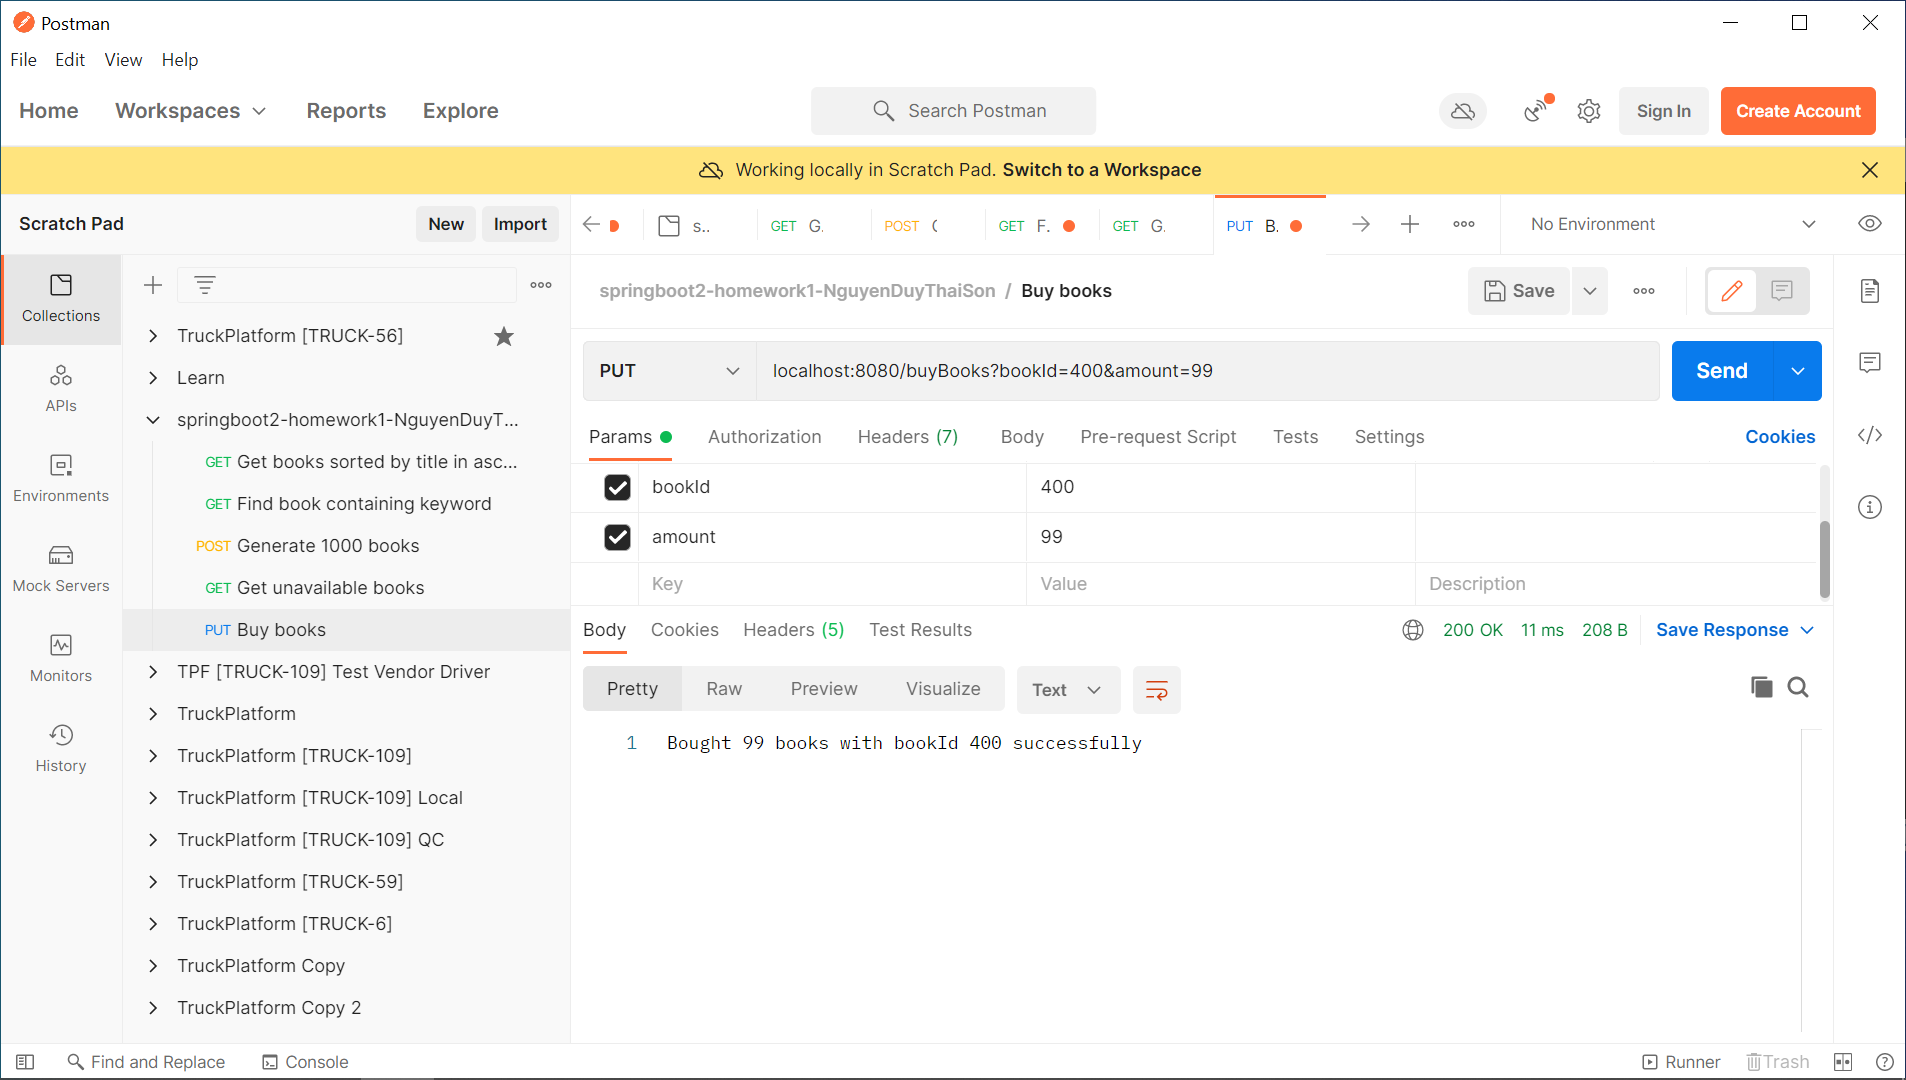 Postman
File Edit View Help
Home Workspaces Reports Explore Search Postman Sign In Create Account
Working locally in Scratch Pad. Switch to a Workspace
Scratch Pad New Import
s.. GET G. POST GET F. GET G. PUT B. No Environment
Collections
APIs
Environments
Mock Servers
Monitors
History
TruckPlatform [TRUCK-56]
Learn
springboot2-homework1-NguyenDuyT...
GET Get books sorted by title in asc...
GET Find book containing keyword
POST Generate 1000 books
GET Get unavailable books
PUT Buy books
TPF [TRUCK-109] Test Vendor Driver
TruckPlatform
TruckPlatform [TRUCK-109]
TruckPlatform [TRUCK-109] Local
TruckPlatform [TRUCK-109] QC
TruckPlatform [TRUCK-59]
TruckPlatform [TRUCK-6]
TruckPlatform Copy
TruckPlatform Copy 2
springboot2-homework1-NguyenDuyThaiSon / Buy books Save
PUT localhost:8080/buyBooks?bookId=400&amount=99 Send
Params Authorization Headers (7) Body Pre-request Script Tests Settings Cookies
bookId 400
amount 99
Key Value Description
Body Cookies Headers (5) Test Results 200 OK 11 ms 208 B Save Response
Pretty Raw Preview Visualize Text
1 Bought 99 books with bookId 400 successfully
Find and Replace Console Runner Trash